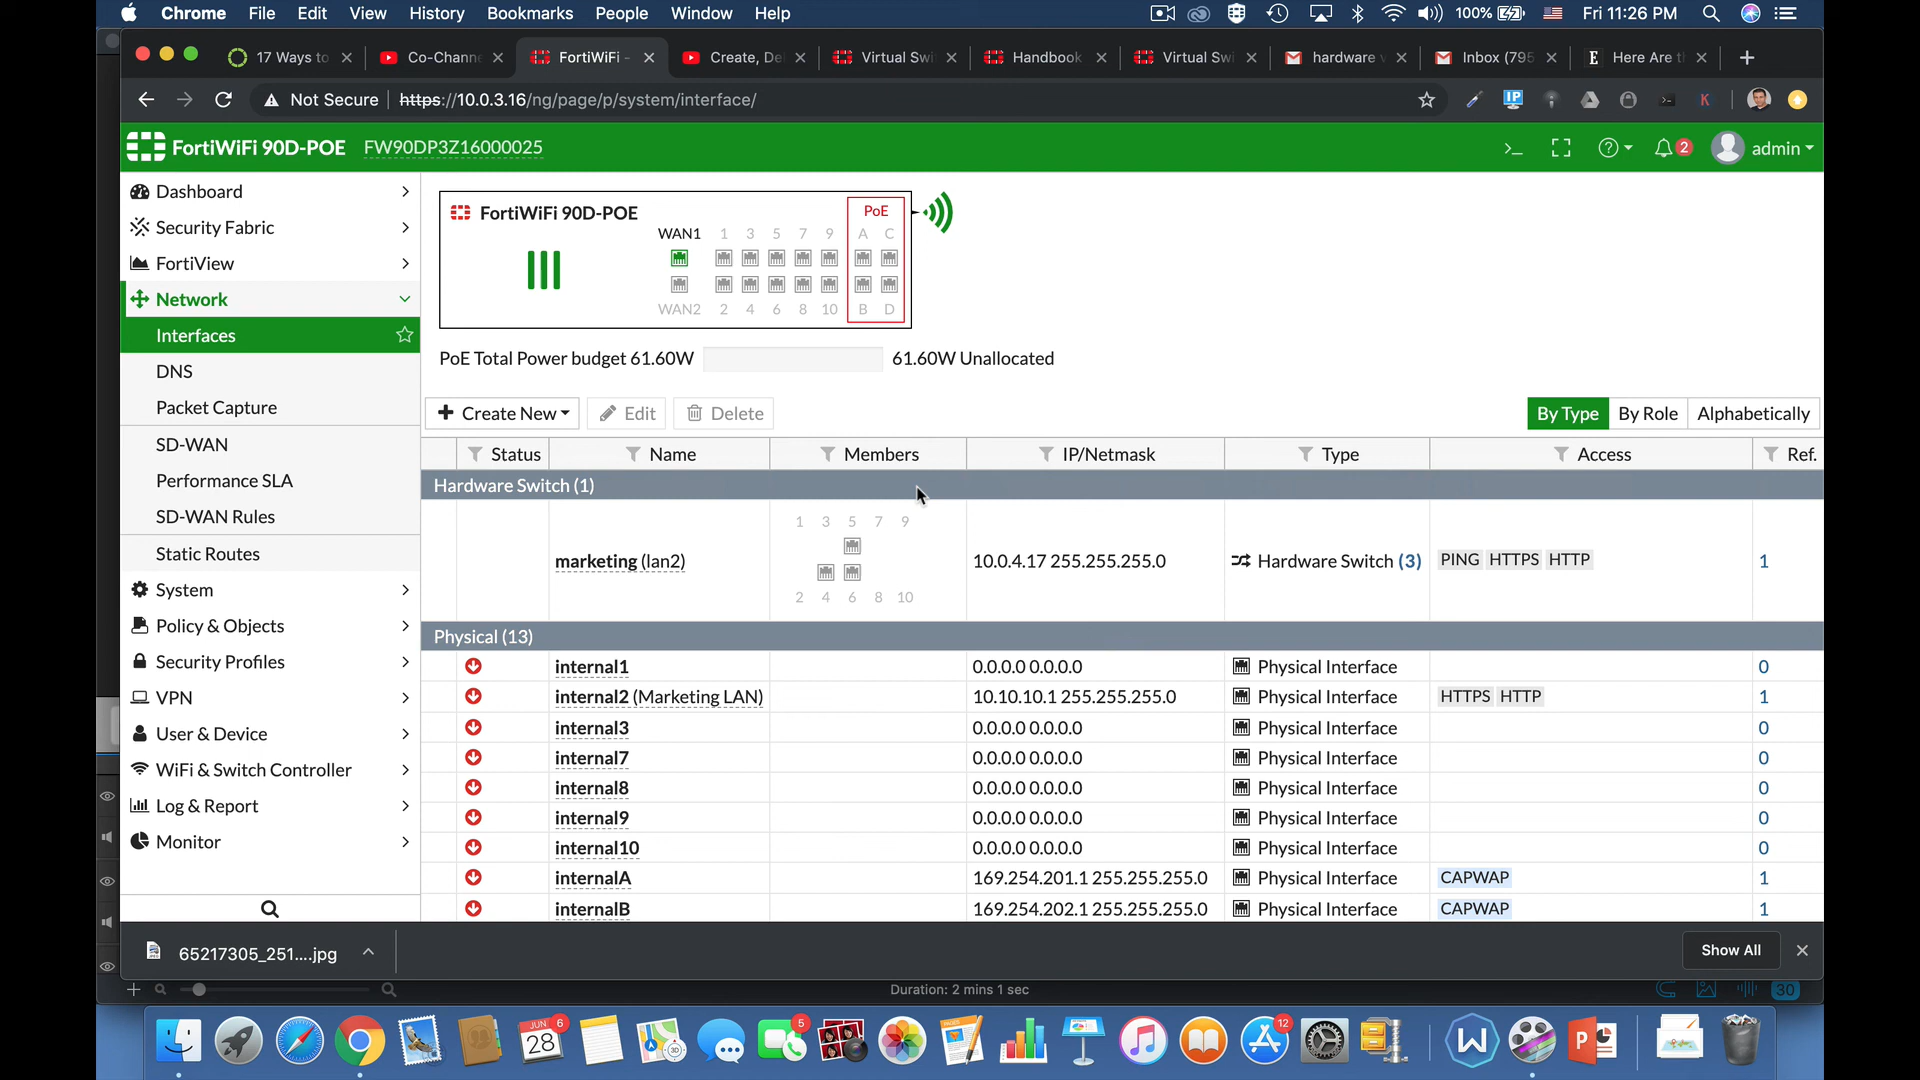 Chrome File Edit View History Bookmarks People Window Help 100% Fri 11:26 PM
17 Ways to Co-Channe FortiWiFi - Create, De Virtual Swi Handbook Virtual Swi hardware v Inbox (795 Here Are th
Not Secure https://10.0.3.16/ng/page/p/system/interface/ IP K
FortiWiFi 90D-POE FW90DP3Z16000025 >_ ? 2 admin
Dashboard
Security Fabric
FortiView
Network
Interfaces
DNS
Packet Capture
SD-WAN
Performance SLA
SD-WAN Rules
Static Routes
System
Policy & Objects
Security Profiles
VPN
User & Device
WiFi & Switch Controller
Log & Report
Monitor
FortiWiFi 90D-POE PoE
WAN1 1 3 5 7 9 A C
WAN2 2 4 6 8 10 B D
PoE Total Power budget 61.60W 61.60W Unallocated
Create New Edit Delete By Type By Role Alphabetically
Status Name Members IP/Netmask Type Access Ref.
Hardware Switch (1)
1 3 5 7 9
marketing (lan2) 10.0.4.17 255.255.255.0 Hardware Switch (3) PING HTTPS HTTP 1
2 4 6 8 10
Physical (13)
internal1 0.0.0.0 0.0.0.0 Physical Interface 0
internal2 (Marketing LAN) 10.10.10.1 255.255.255.0 Physical Interface HTTPS HTTP 1
internal3 0.0.0.0 0.0.0.0 Physical Interface 0
internal7 0.0.0.0 0.0.0.0 Physical Interface 0
internal8 0.0.0.0 0.0.0.0 Physical Interface 0
internal9 0.0.0.0 0.0.0.0 Physical Interface 0
internal10 0.0.0.0 0.0.0.0 Physical Interface 0
internalA 169.254.201.1 255.255.255.0 Physical Interface CAPWAP 1
internalB 169.254.202.1 255.255.255.0 Physical Interface CAPWAP 1
65217305_251....jpg Show All
Duration: 2 mins 1 sec 30
JUN 28 6 5 12